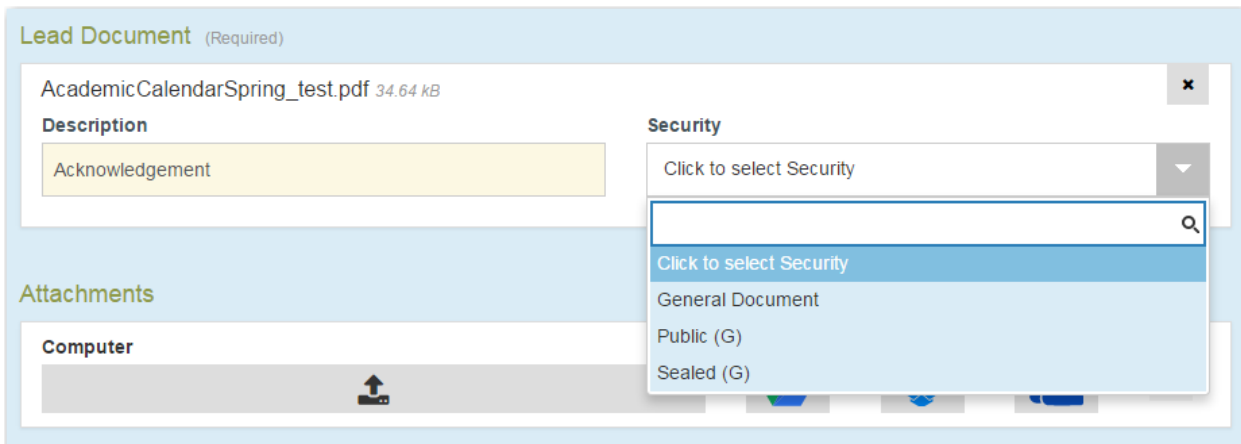 Lead Document (Required)
AcademicCalendarSpring_test.pdf 34.64 kB
Description
Security
Acknowledgement
Click to select Security
Click to select Security
General Document
Public (G)
Sealed (G)
Attachments
Computer